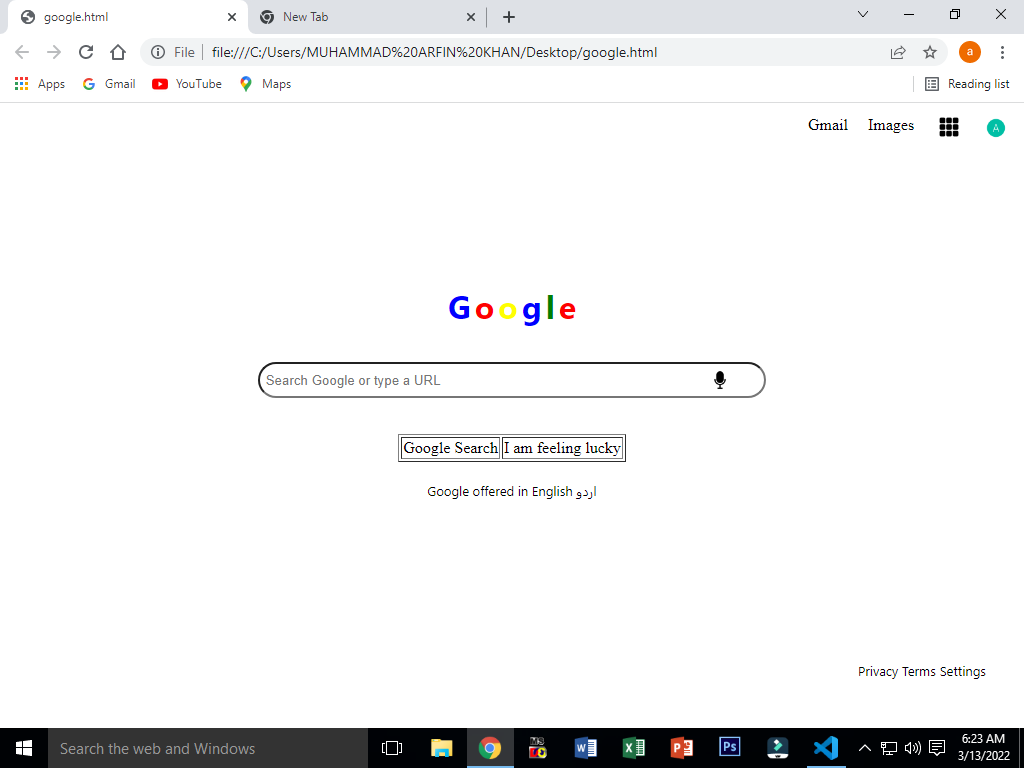 google.html
New Tab
File
file:///C:/Users/MUHAMMAD%20ARFIN%20KHAN/Desktop/google.html
a
Apps
Gmail
YouTube
Maps
Reading list
Gmail Images
A
Google
Search Google or type a URL
Google Search I am feeling lucky
Google offered in English اردو
Privacy Terms Settings
Search the web and Windows
Ps
6:23 AM
3/13/2022